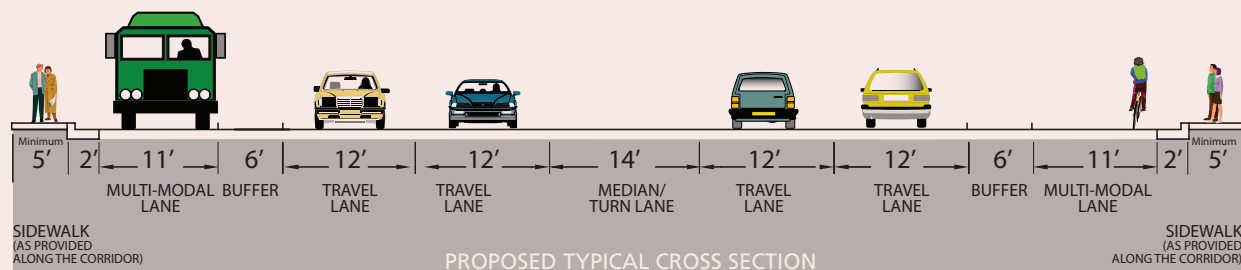 Minimum
5’ 2’ 11’ 6’ 12’ 12’ 14’ 12’ 12’ 6’ 11’ 2’ 5’
Minimum
MULTI-MODAL
LANE
BUFFER
TRAVEL
LANE
TRAVEL
LANE
MEDIAN/
TURN LANE
TRAVEL
LANE
TRAVEL
LANE
BUFFER
MULTI-MODAL
LANE
SIDEWALK
(AS PROVIDED
ALONG THE CORRIDOR)
SIDEWALK
(AS PROVIDED
ALONG THE CORRIDOR)
PROPOSED TYPICAL CROSS SECTION